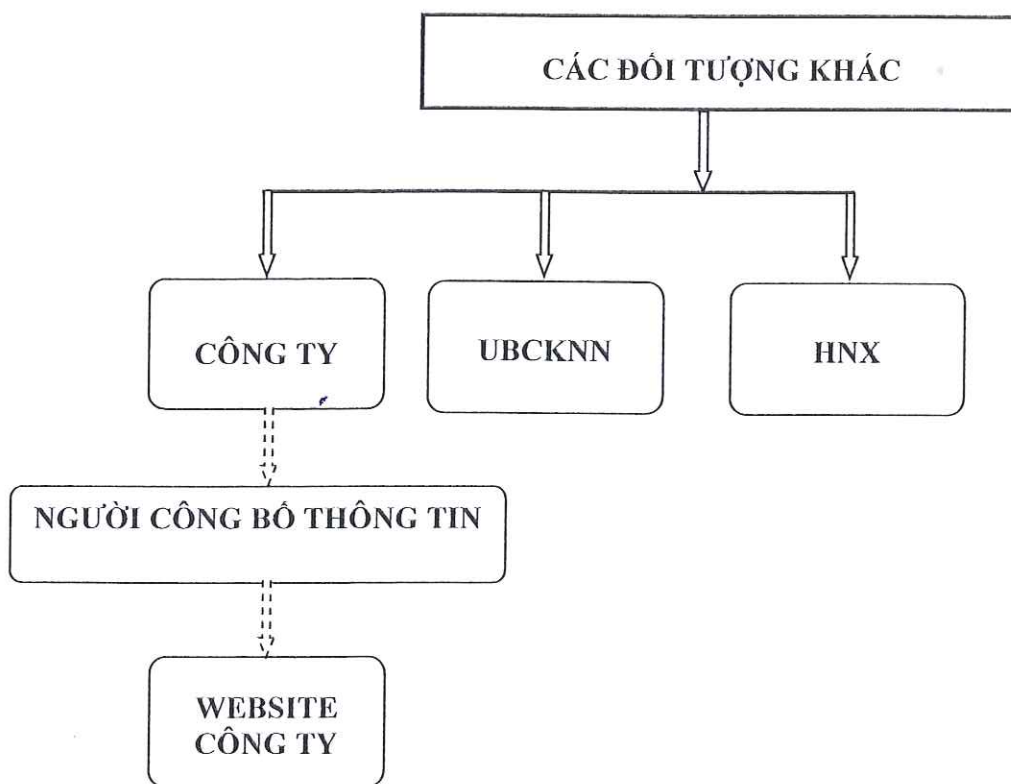 CÁC ĐỐI TƯỢNG KHÁC
CÔNG TY
UBCKNN
HNX
NGƯỜI CÔNG BỐ THÔNG TIN
WEBSITE
CÔNG TY